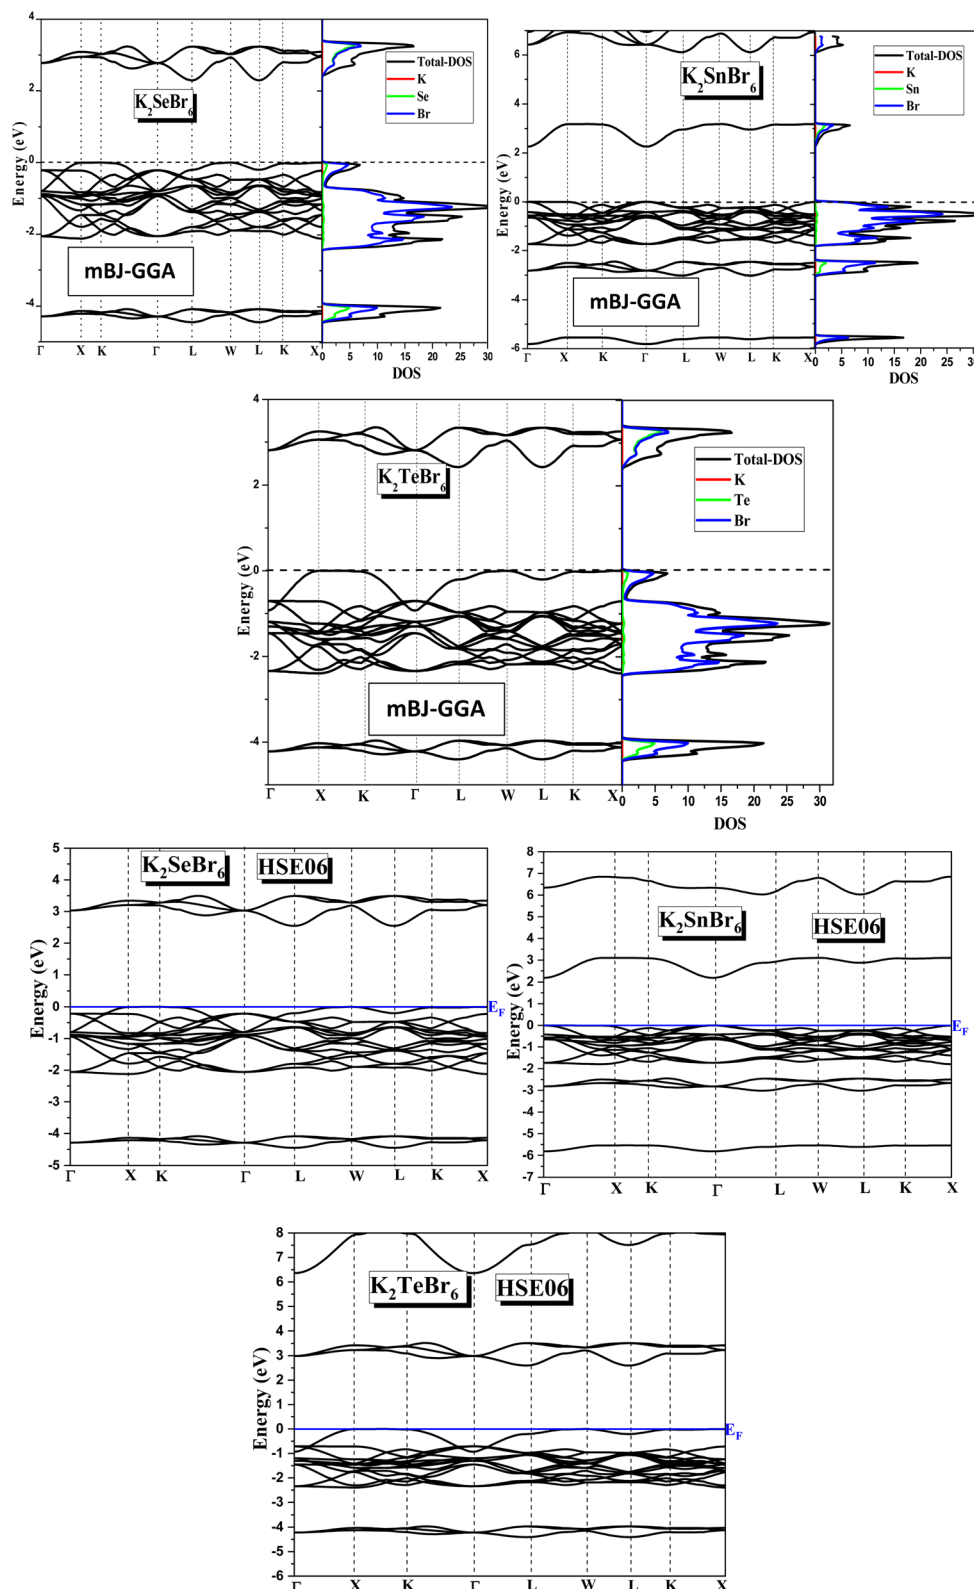 4
2
0
-2
-4
Energy (eV)
K2SeBr6
mBJ-GGA
Total-DOS
K
Se
Br
Γ X K Γ L W L K X
0 5 10 15 20 25 30
DOS
6
4
2
0
-2
-4
-6
Energy (eV)
K2SnBr6
mBJ-GGA
Total-DOS
K
Sn
Br
Γ X K Γ L W L K X
0 5 10 15 20 25 30
DOS
4
2
0
-2
-4
Energy (eV)
K2TeBr6
mBJ-GGA
Total-DOS
K
Te
Br
Γ X K Γ L W L K X
0 5 10 15 20 25 30
DOS
5
4
3
2
1
0
-1
-2
-3
-4
-5
Energy (eV)
K2SeBr6 HSE06
EF
Γ X K Γ L W L K X
8
7
6
5
4
3
2
1
0
-1
-2
-3
-4
-5
-6
-7
Energy (eV)
K2SnBr6
HSE06
EF
Γ X K Γ L W L K X
8
7
6
5
4
3
2
1
0
-1
-2
-3
-4
-5
-6
Energy (eV)
K2TeBr6 HSE06
EF
Γ X K Γ L W L K X